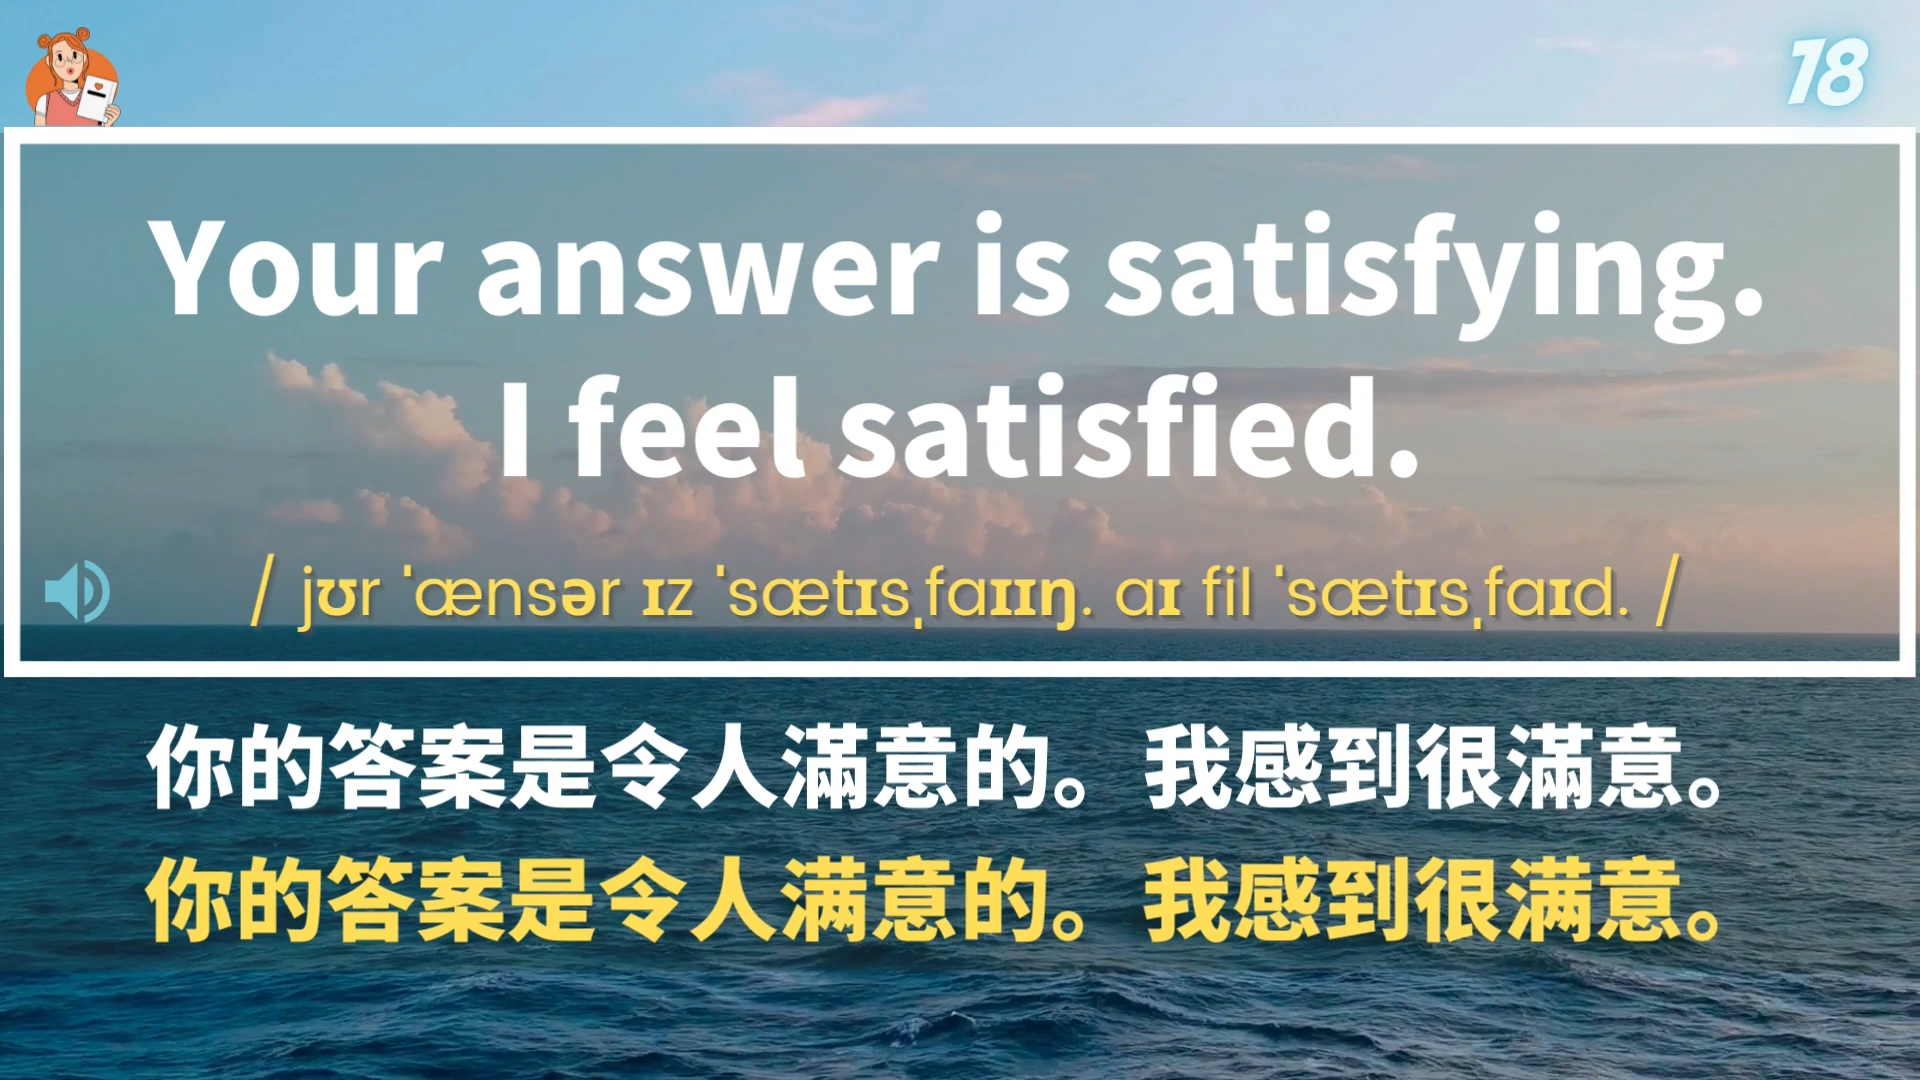 18
Your answer is satisfying.
I feel satisfied.
/ jʊr ˈænsər ɪz ˈsætɪsˌfaɪɪŋ. aɪ fil ˈsætɪsˌfaɪd. /
你的答案是令人滿意的。我感到很滿意。
你的答案是令人满意的。我感到很满意。